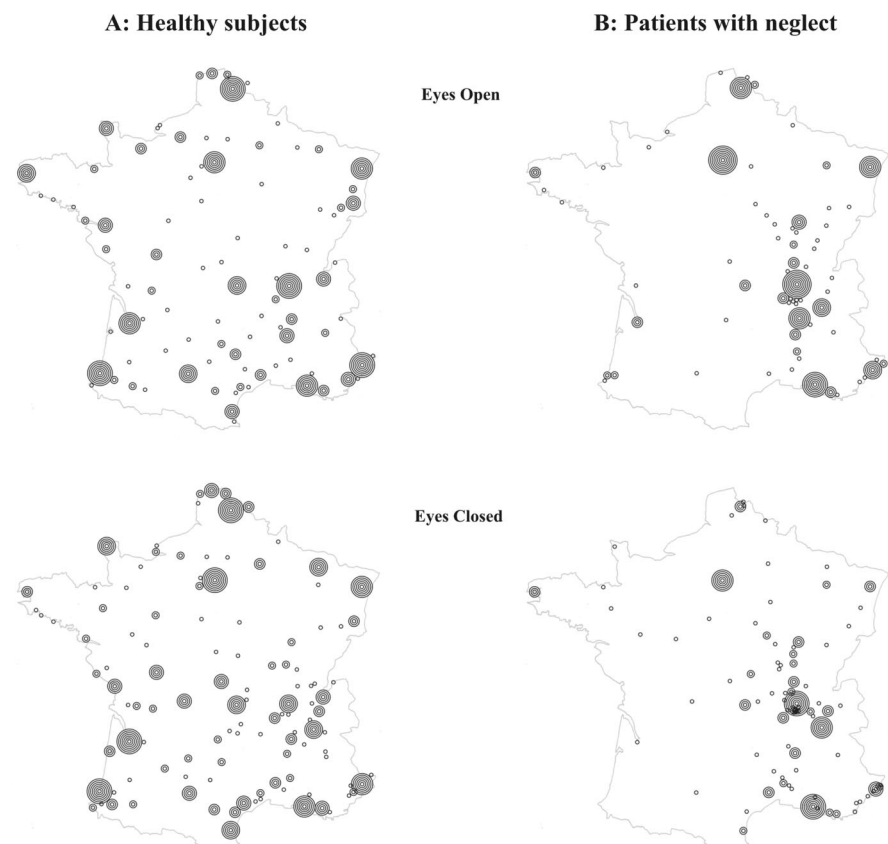 A: Healthy subjects
B: Patients with neglect
Eyes Open
Eyes Closed